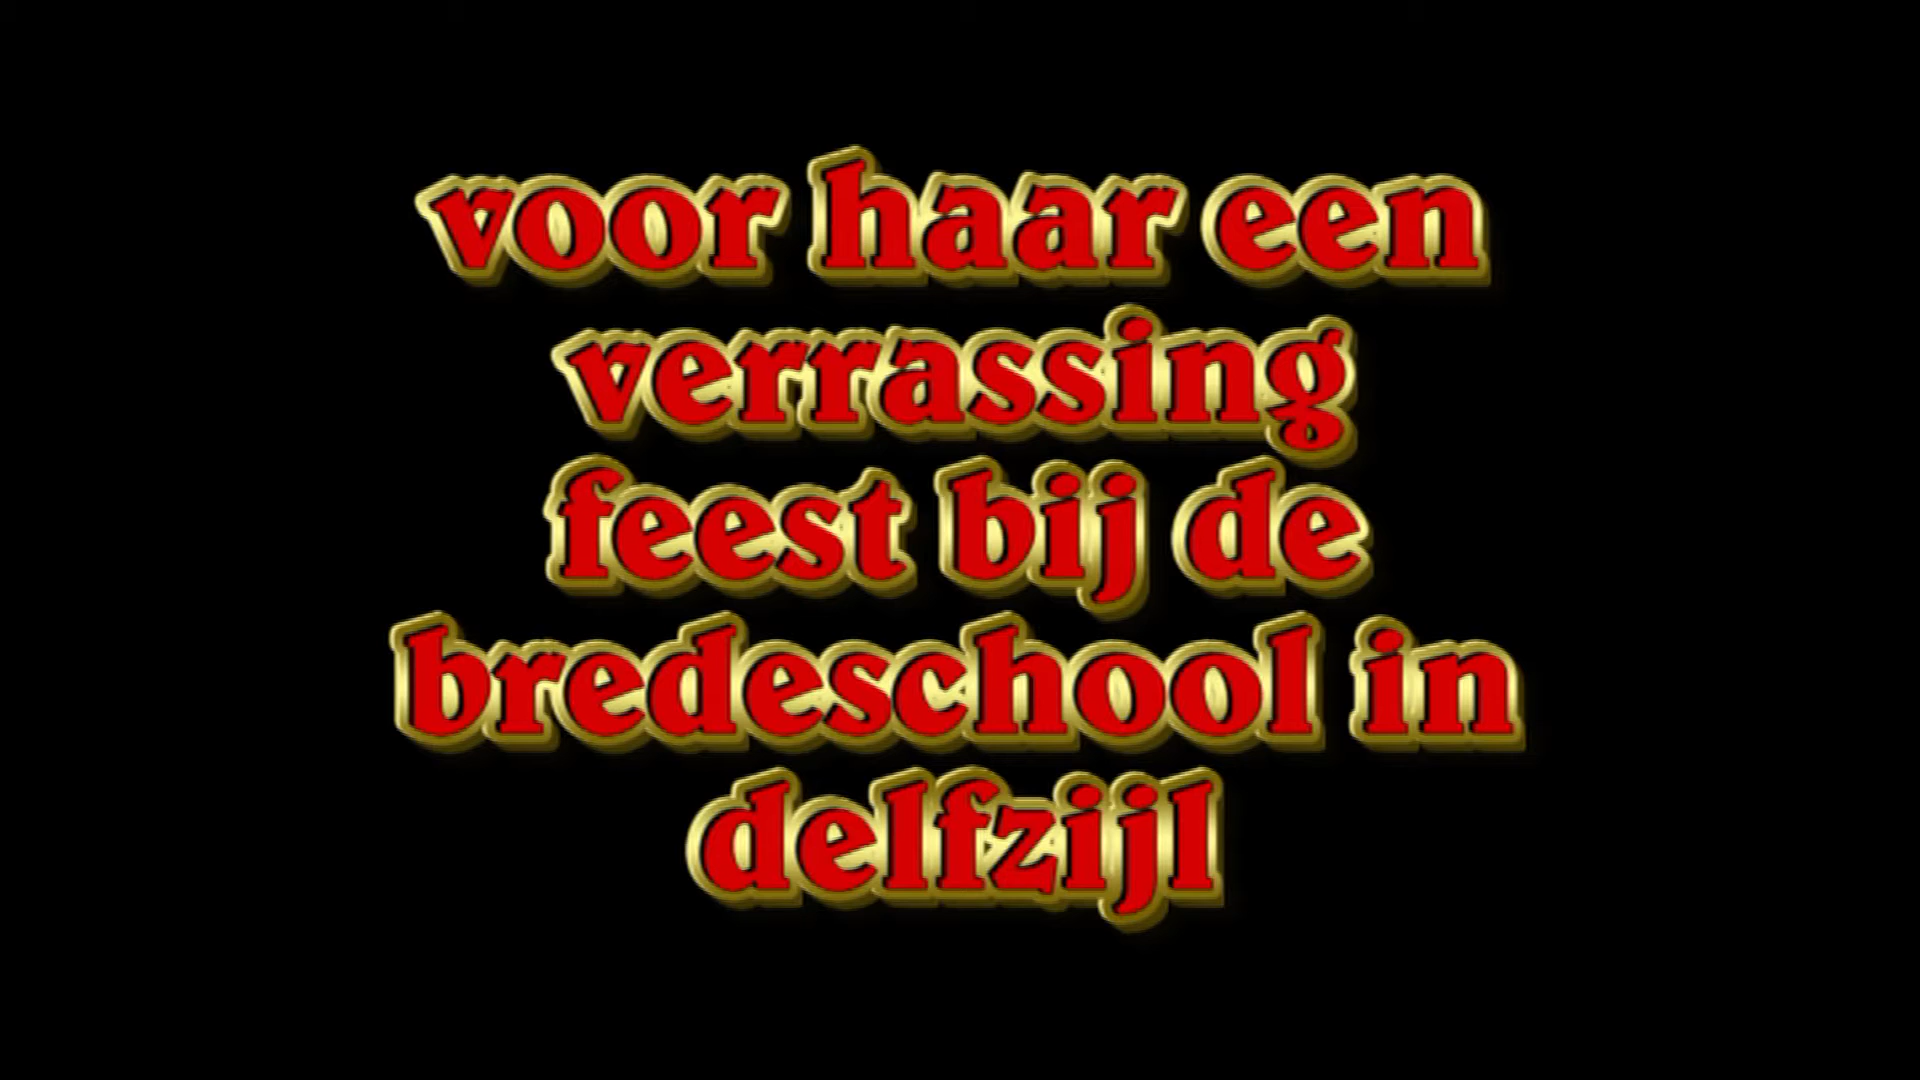 voor haar een
verrassing
feest bij de
bredeschool in
delfzijl